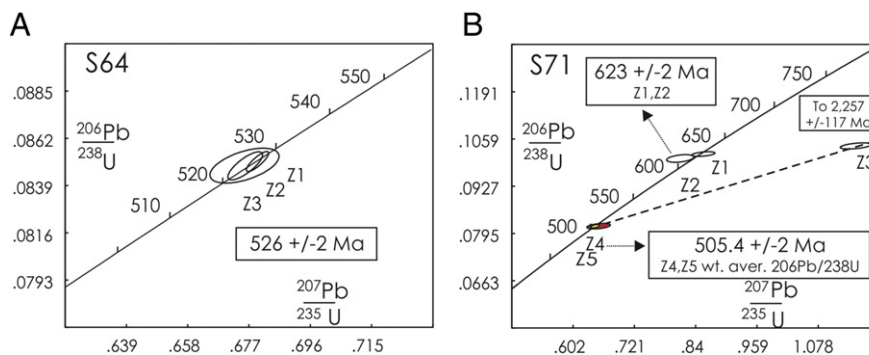 A
S64
.0885
.0862
.0839
.0816
.0793
206Pb
238U
550
540
530
520
510
Z1
Z2
Z3
526 +/-2 Ma
207Pb
235U
.639
.658
.677
.696
.715
B
S71
.1191
.1059
.0927
.0795
.0663
206Pb
238U
623 +/-2 Ma
Z1,Z2
750
700
650
600
550
500
To 2,257
+/-117 Ma
Z1
Z2
Z3
Z4
Z5
505.4 +/-2 Ma
Z4,Z5 wt. aver. 206Pb/238U
207Pb
235U
.602
.721
.84
.959
1.078